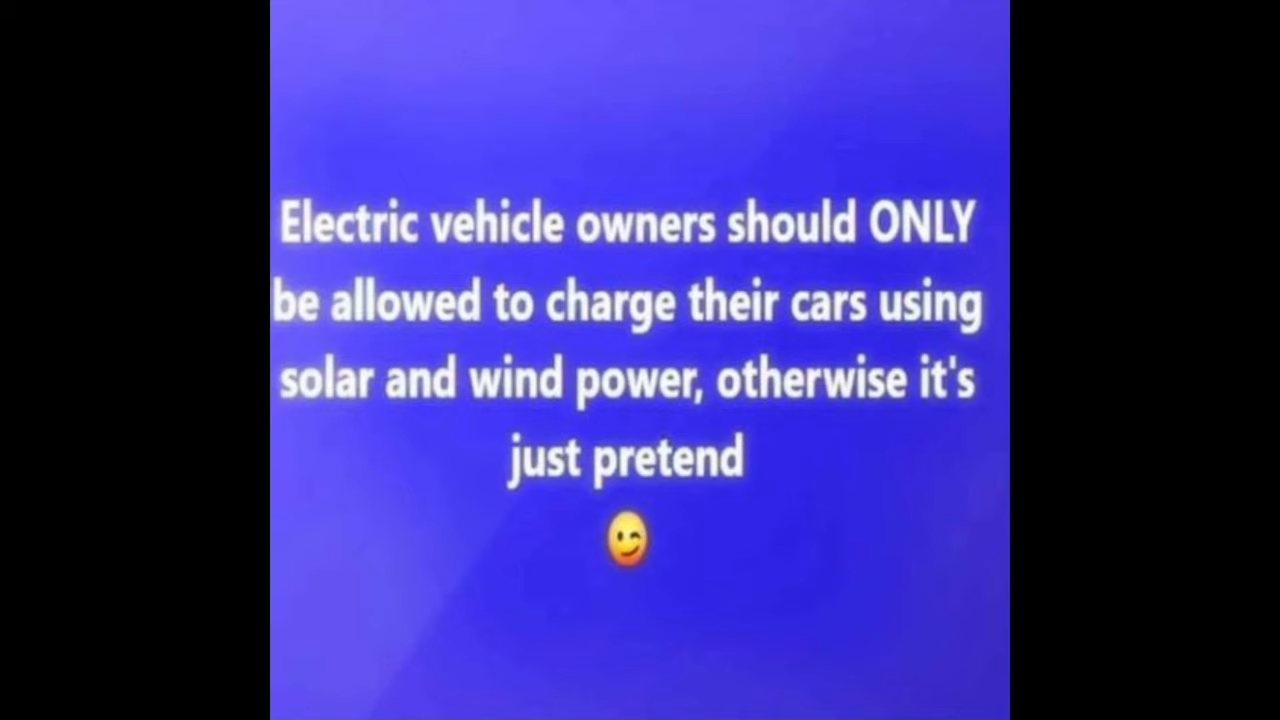 Electric vehicle owners should ONLY
be allowed to charge their cars using
solar and wind power, otherwise it's
just pretend
😉